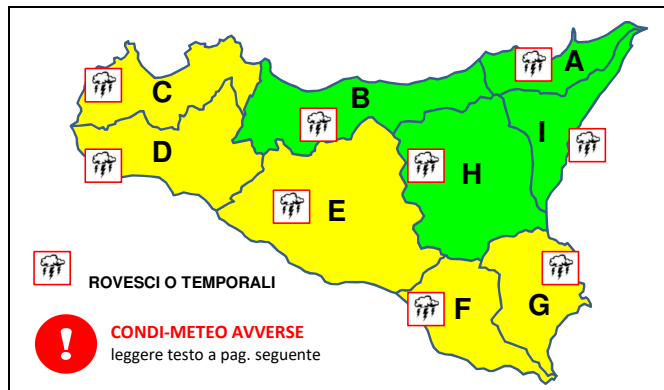 A
B
C
I
D
H
E
ROVESCI O TEMPORALI
F
G
!
CONDI-METEO AVVERSE
leggere testo a pag. seguente